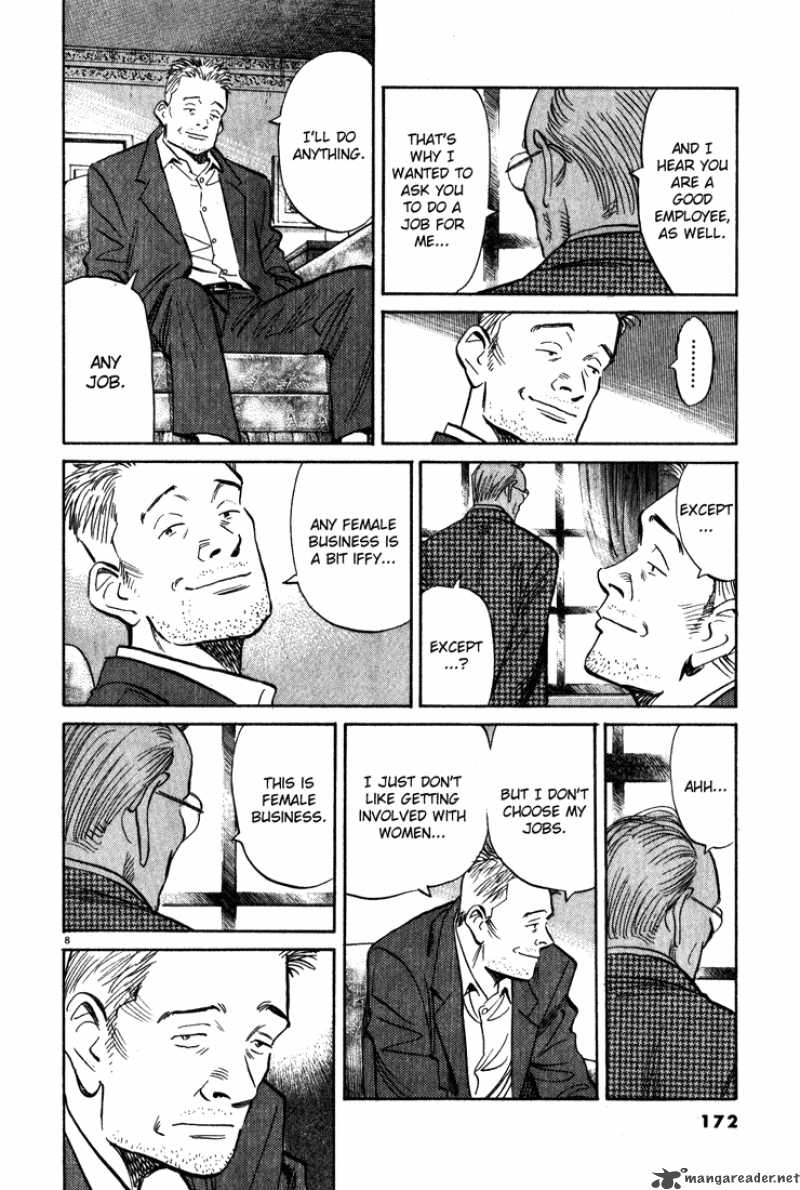 AND I
HEAR YOU
ARE A
GOOD
EMPLOYEE,
AS WELL.
THAT'S
WHY I
WANTED TO
ASK YOU
TO DO A
JOB FOR
ME...
I'LL DO
ANYTHING.
ANY
JOB.
.........
EXCEPT
...
EXCEPT
...?
ANY FEMALE
BUSINESS IS
A BIT IFFY...
AHH...
BUT I DON'T
CHOOSE MY
JOBS.
I JUST DON'T
LIKE GETTING
INVOLVED WITH
WOMEN...
THIS IS
FEMALE
BUSINESS.
8
172
mangareader.net